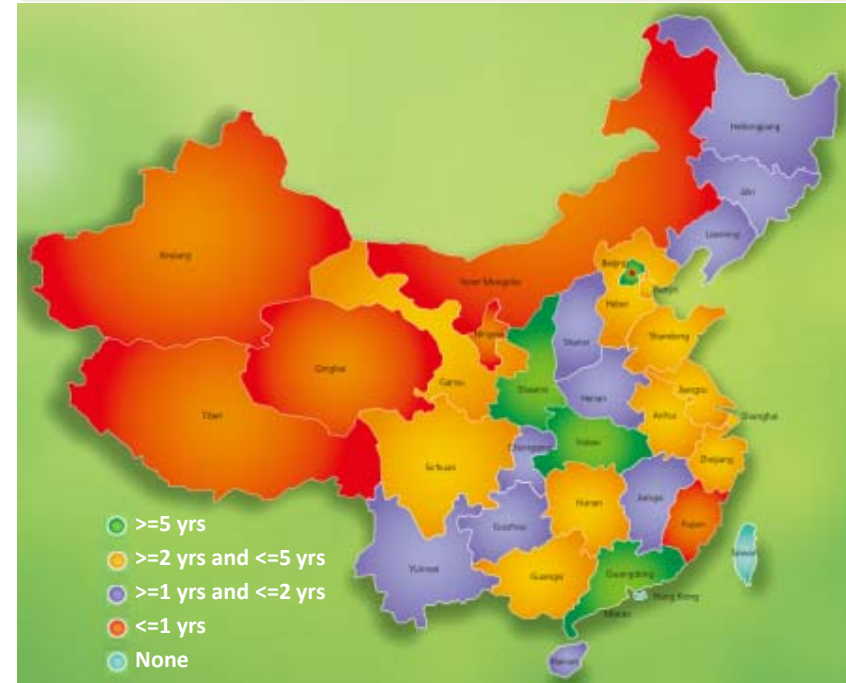 Heilongjiang
Jilin
Liaoning
Xinjiang
Inner Mongolia
Beijing
Tianjin
Hebei
Ningxia
Shanxi
Shandong
Qinghai
Gansu
Shaanxi
Henan
Jiangsu
Tibet
Anhui
Shanghai
Hubei
Chongqing
Sichuan
Zhejiang
Hunan
Jiangxi
Guizhou
Fujian
>=5 yrs
Taiwan
>=2 yrs and <=5 yrs
Yunnan
Guangxi
Guangdong
>=1 yrs and <=2 yrs
Hong Kong
Macau
<=1 yrs
None
Hainan